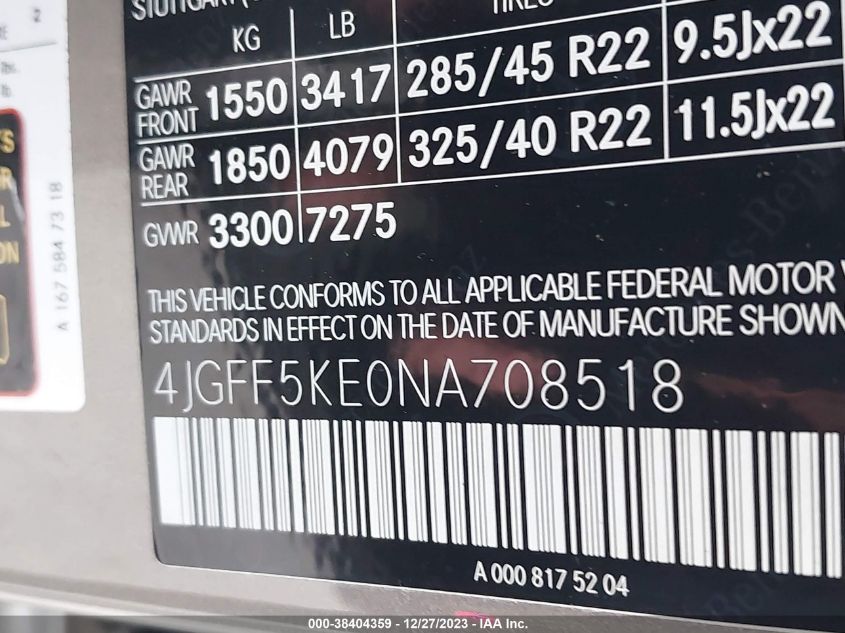 KG LB
GAWR FRONT 1550 3417 285/45 R22 9.5Jx22
GAWR REAR 1850 4079 325/40 R22 11.5Jx22
GVWR 3300 7275
THIS VEHICLE CONFORMS TO ALL APPLICABLE FEDERAL MOTOR
STANDARDS IN EFFECT ON THE DATE OF MANUFACTURE SHOWN
4JGFF5KE0NA708518
A 000 817 52 04
A 167 584 73 18
2
000-38404359 - 12/27/2023 - IAA Inc.